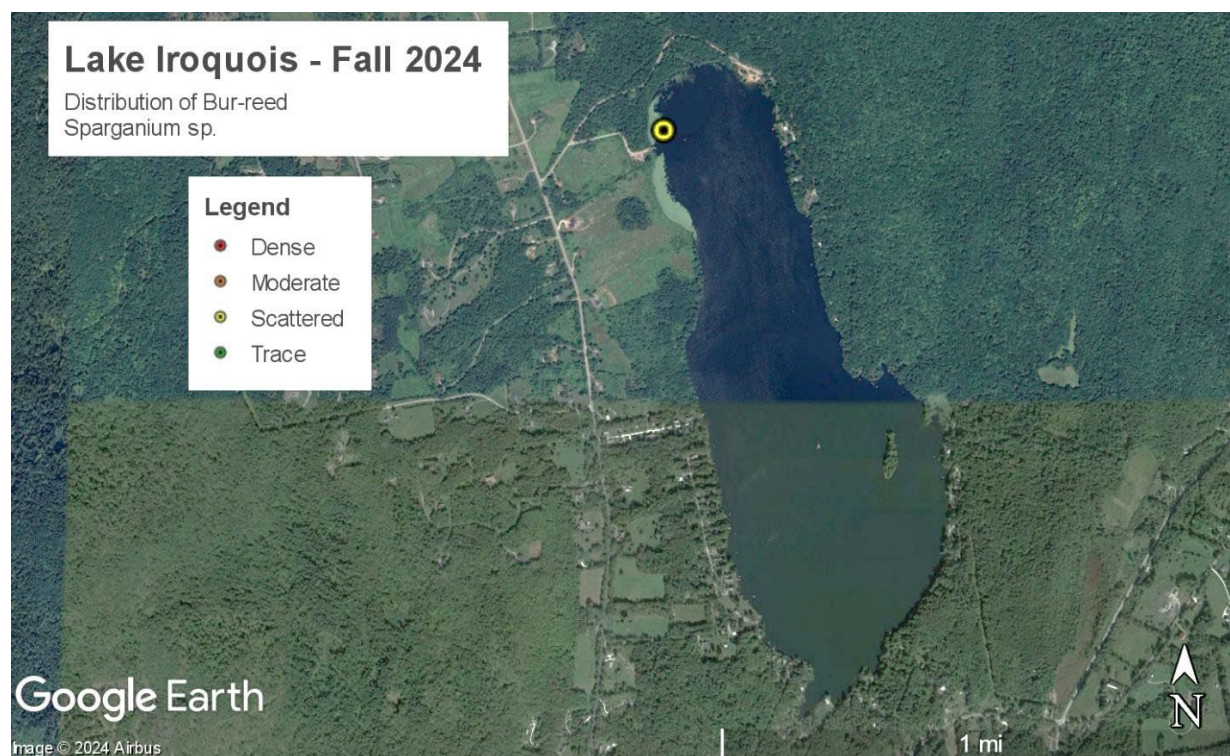 Lake Iroquois - Fall 2024
Distribution of Bur-reed
Sparganium sp.
Legend
Dense
Moderate
Scattered
Trace
Google Earth
Image © 2024 Airbus
1 mi
N